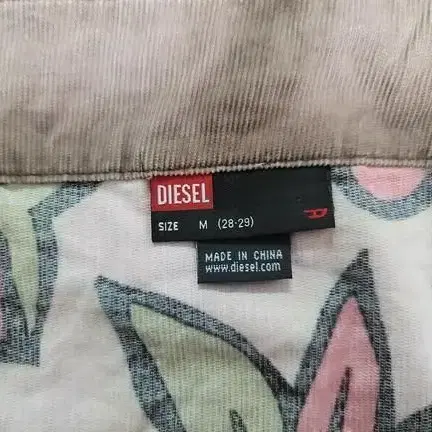 DIESEL
SIZE M (28-29)
MADE IN CHINA
www.diesel.com